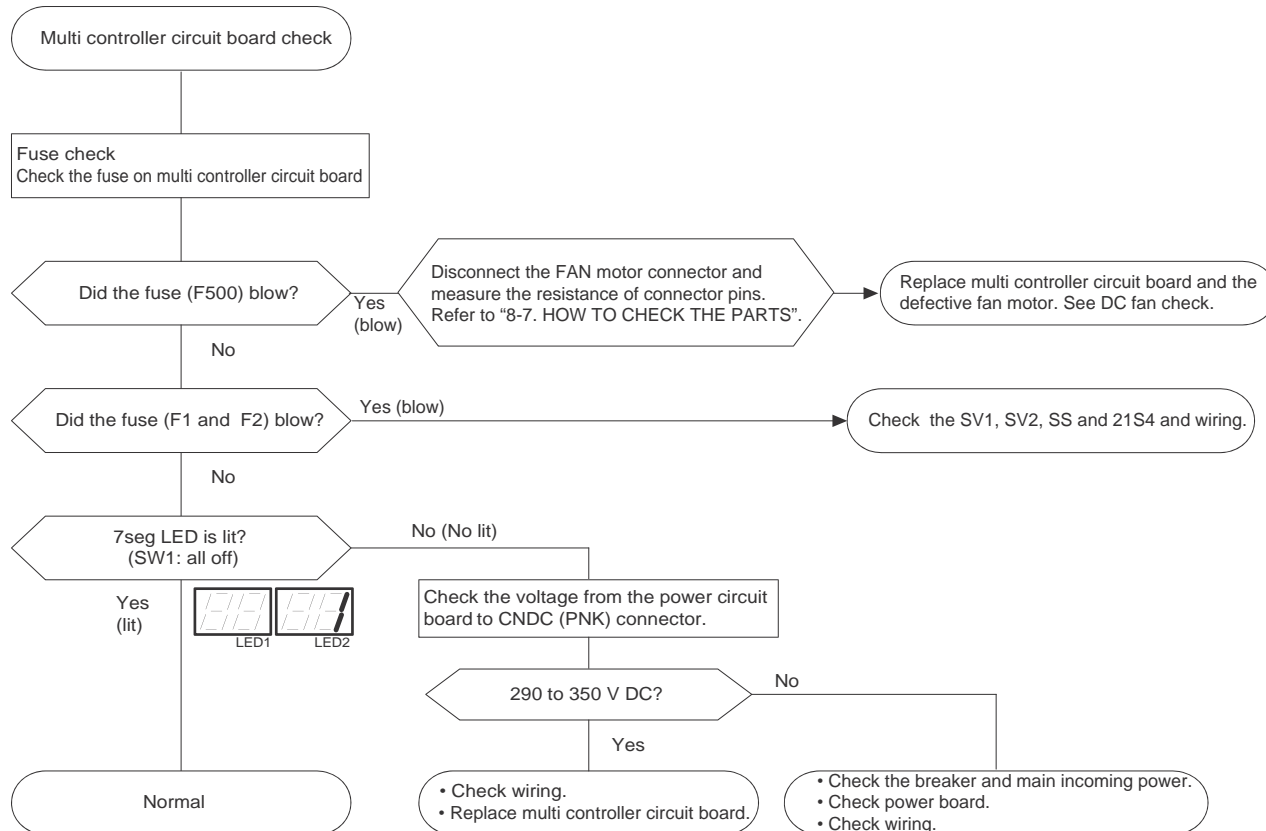 Multi controller circuit board check
Fuse check
Check the fuse on multi controller circuit board
Did the fuse (F500) blow?
Yes
(blow)
Disconnect the FAN motor connector and
measure the resistance of connector pins.
Refer to “8-7. HOW TO CHECK THE PARTS”.
Replace multi controller circuit board and the
defective fan motor. See DC fan check.
No
Did the fuse (F1 and F2) blow?
Yes (blow)
Check the SV1, SV2, SS and 21S4 and wiring.
No
7seg LED is lit?
(SW1: all off)
No (No lit)
Yes
(lit)
LED1
LED2
Check the voltage from the power circuit
board to CNDC (PNK) connector.
290 to 350 V DC?
No
Yes
Normal
• Check wiring.
• Replace multi controller circuit board.
• Check the breaker and main incoming power.
• Check power board.
• Check wiring.